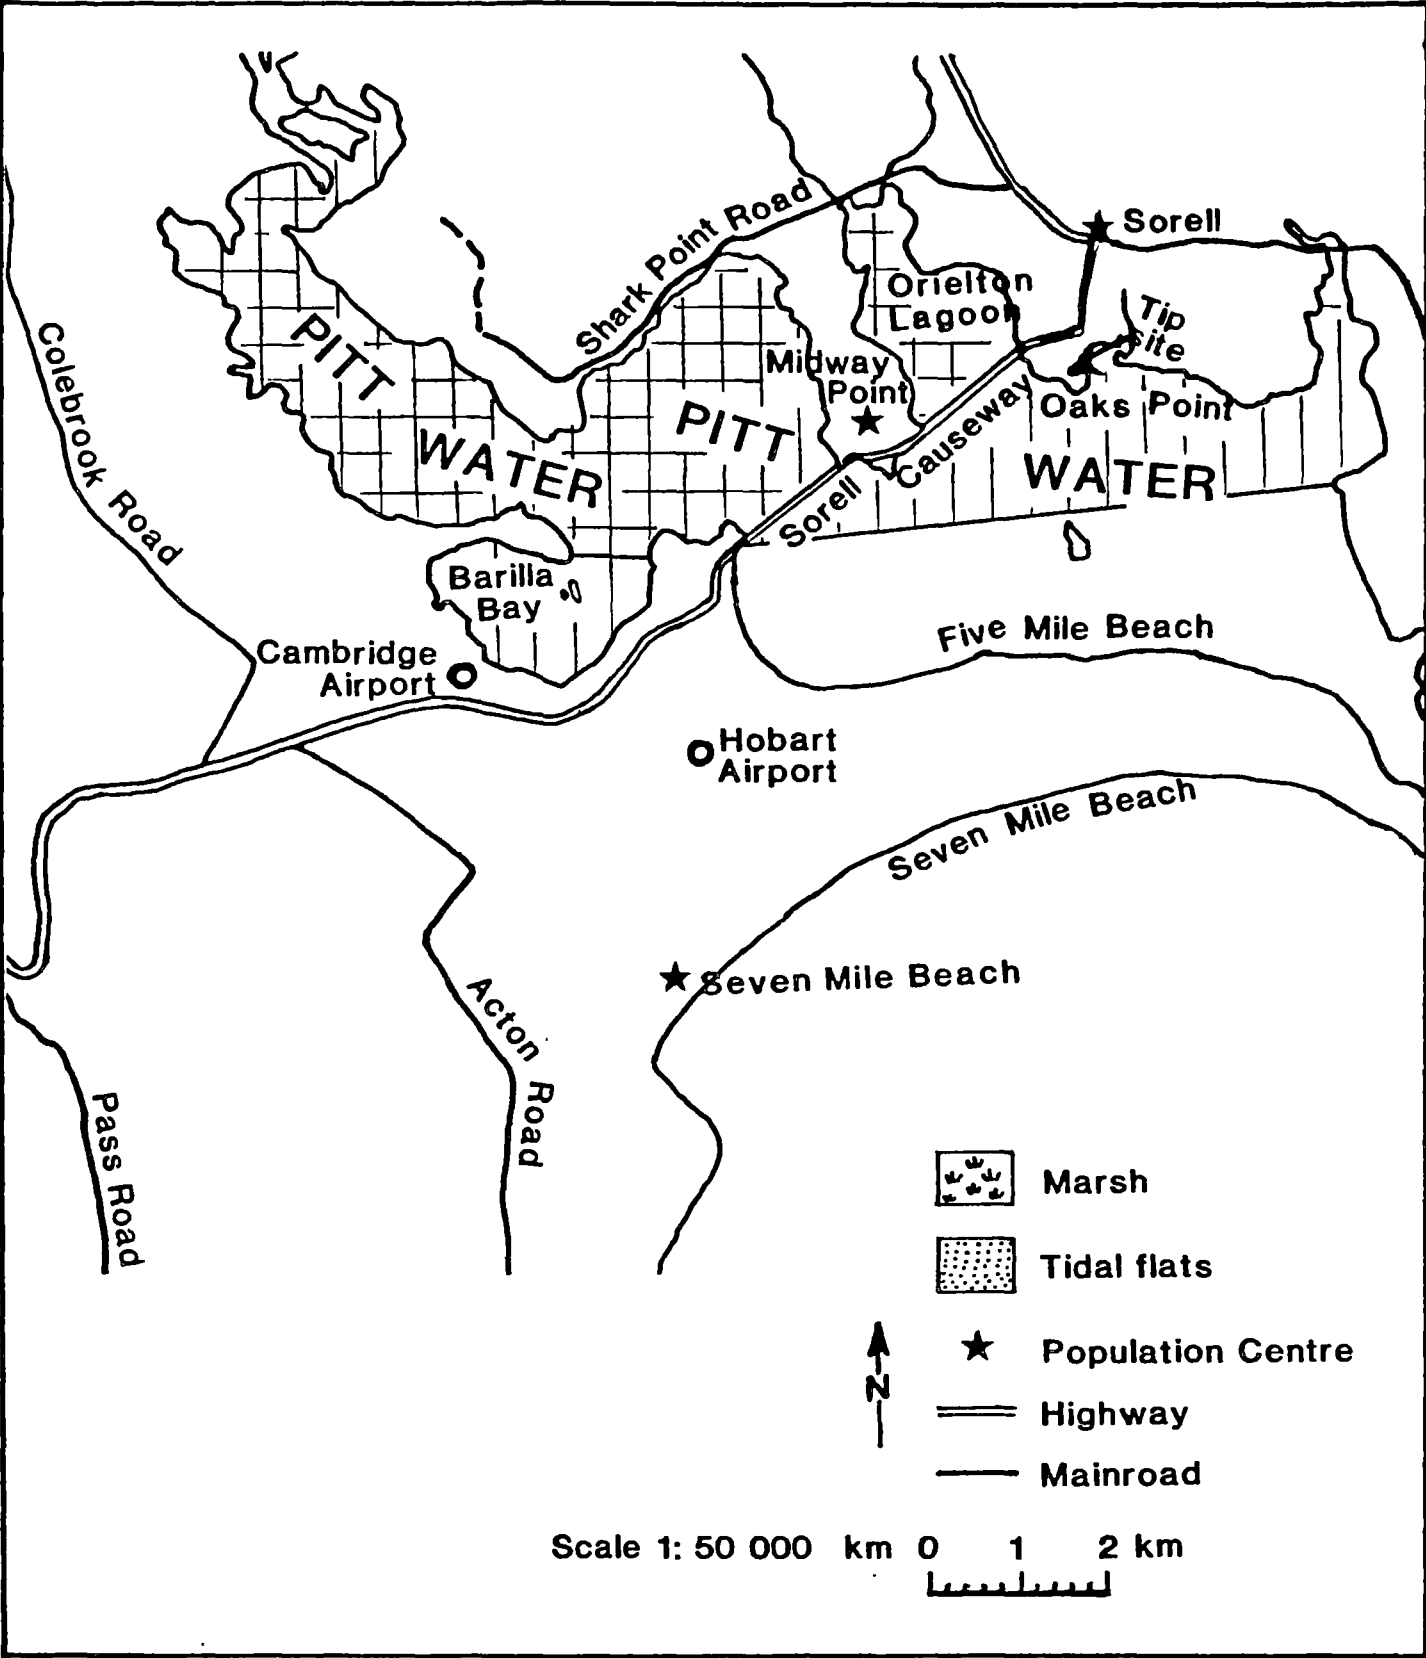 Sorell
Shark Point Road
Orielton
Lagoon
Tip
site
PITT
Colebrook Road
Midway
Point
Oaks Point
PITT
WATER
Causeway
WATER
Sorell
Barilla
Bay
Five Mile Beach
Cambridge
Airport
Hobart
Airport
Seven Mile Beach
Seven Mile Beach
Acton Road
Pass Road
Marsh
Tidal flats
Population Centre
N
Highway
Mainroad
Scale 1: 50 000 km 0 1 2 km